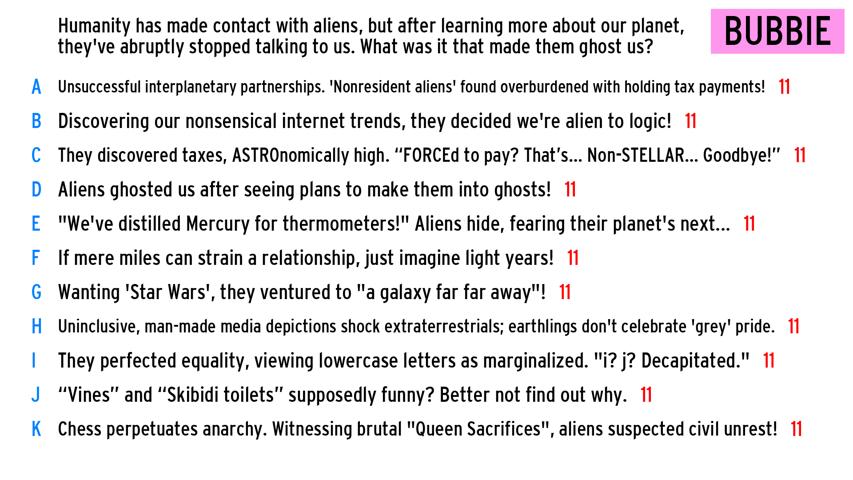 Humanity has made contact with aliens, but after learning more about our planet,
they've abruptly stopped talking to us. What was it that made them ghost us?
BUBBIE
A Unsuccessful interplanetary partnerships. 'Nonresident aliens' found overburdened with holding tax payments! 11
B Discovering our nonsensical internet trends, they decided we're alien to logic! 11
C They discovered taxes, ASTROnomically high. “FORCEd to pay? That’s... Non-STELLAR... Goodbye!” 11
D Aliens ghosted us after seeing plans to make them into ghosts! 11
E "We've distilled Mercury for thermometers!" Aliens hide, fearing their planet's next... 11
F If mere miles can strain a relationship, just imagine light years! 11
G Wanting 'Star Wars', they ventured to "a galaxy far far away"! 11
H Uninclusive, man-made media depictions shock extraterrestrials; earthlings don't celebrate 'grey' pride. 11
I They perfected equality, viewing lowercase letters as marginalized. "i? j? Decapitated." 11
J “Vines” and “Skibidi toilets” supposedly funny? Better not find out why. 11
K Chess perpetuates anarchy. Witnessing brutal "Queen Sacrifices", aliens suspected civil unrest! 11